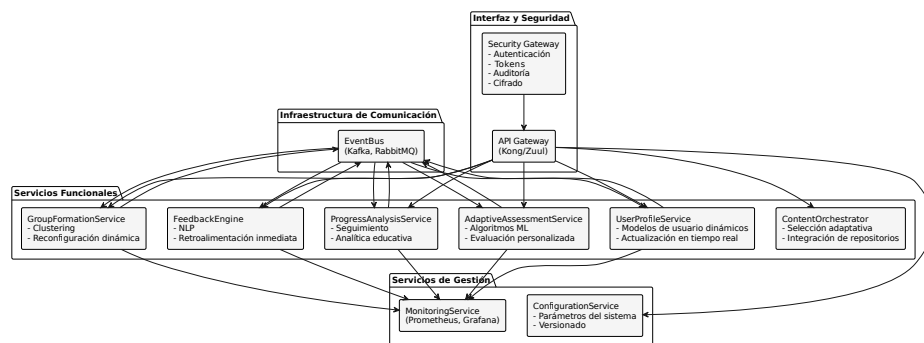 Interfaz y Seguridad
Security Gateway
- Autenticación
- Tokens
- Auditoría
- Cifrado
Infraestructura de Comunicación
EventBus
(Kafka, RabbitMQ)
API Gateway
(Kong/Zuul)
Servicios Funcionales
GroupFormationService
- Clustering
- Reconfiguración dinámica
FeedbackEngine
- NLP
- Retroalimentación inmediata
ProgressAnalysisService
- Seguimiento
- Analítica educativa
AdaptiveAssessmentService
- Algoritmos ML
- Evaluación personalizada
UserProfileService
- Modelos de usuario dinámicos
- Actualización en tiempo real
ContentOrchestrator
- Selección adaptativa
- Integración de repositorios
Servicios de Gestión
MonitoringService
(Prometheus, Grafana)
ConfigurationService
- Parámetros del sistema
- Versionado